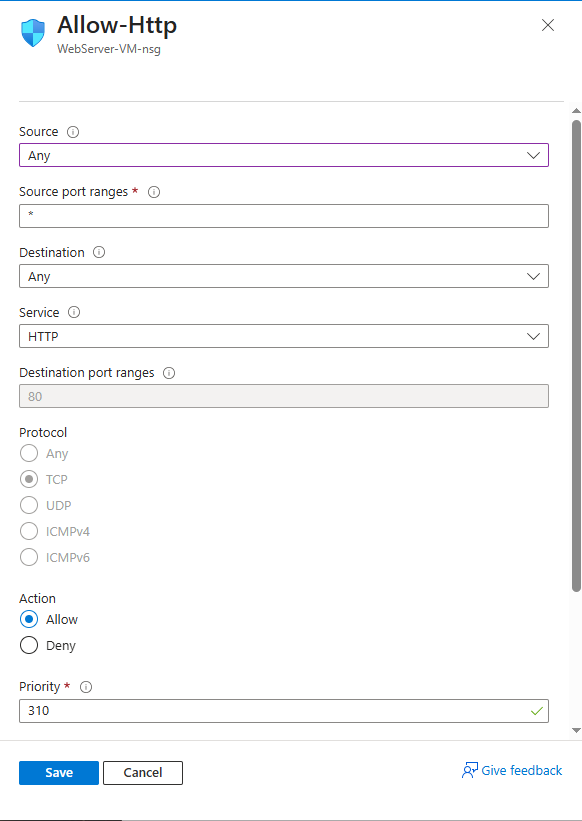 Allow-Http
WebServer-VM-nsg
Source
Any
Source port ranges *
*
Destination
Any
Service
HTTP
Destination port ranges
80
Protocol
Any
TCP
UDP
ICMPv4
ICMPv6
Action
Allow
Deny
Priority *
310
Save Cancel Give feedback